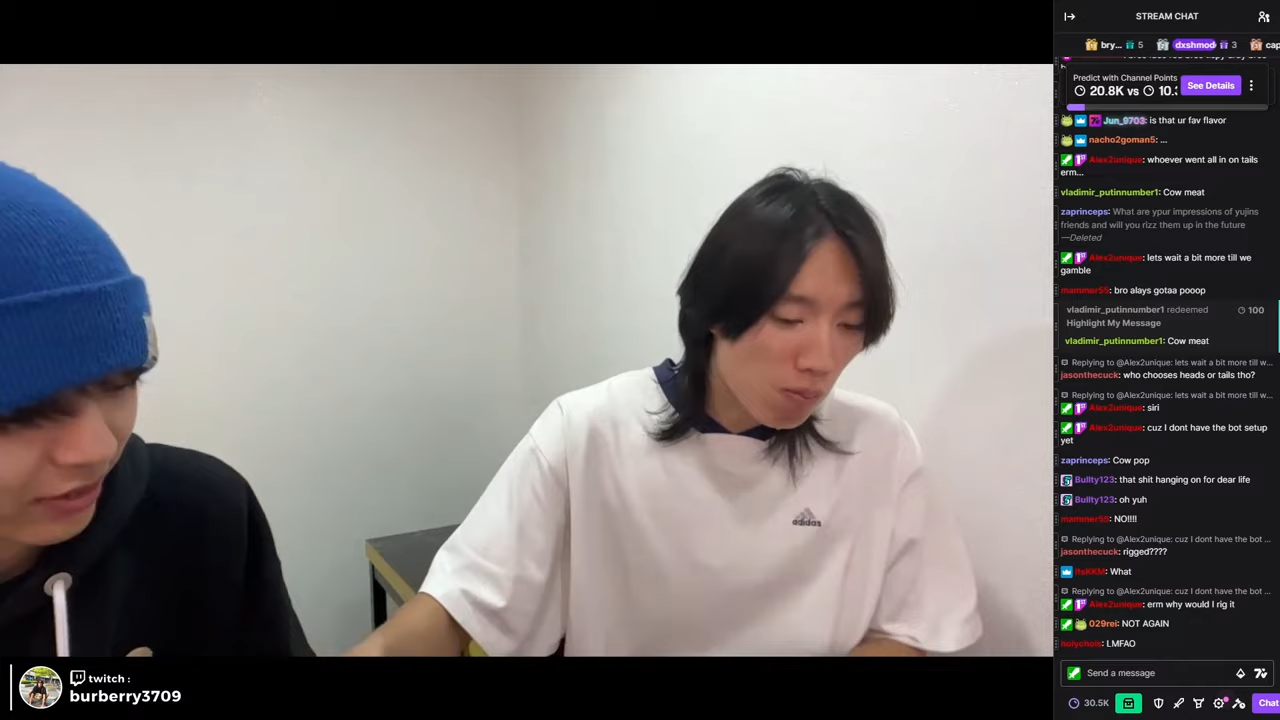 STREAM CHAT
bry... 5
dxshmod 3
cap
Predict with Channel Points
20.8K vs 10.
See Details
Jun_9703: is that ur fav flavor
nacho2goman5: ...
Alex2unique: whoever went all in on tails
erm...
vladimir_putinnumber1: Cow meat
zaprinceps: What are ypur impressions of yujins
friends and will you rizz them up in the future
—Deleted
Alex2unique: lets wait a bit more till we
gamble
mammer55: bro alays gotaa pooop
vladimir_putinnumber1 redeemed 100
Highlight My Message
vladimir_putinnumber1: Cow meat
Replying to @Alex2unique: lets wait a bit more till w...
jasonthecuck: who chooses heads or tails tho?
Replying to @Alex2unique: lets wait a bit more till w...
Alex2unique: siri
Alex2unique: cuz I dont have the bot setup
yet
zaprinceps: Cow pop
Bullty123: that shit hanging on for dear life
Bullty123: oh yuh
mammer55: NO!!!!
Replying to @Alex2unique: cuz I dont have the bot ...
jasonthecuck: rigged????
ItsKKM: What
Replying to @Alex2unique: cuz I dont have the bot ...
Alex2unique: erm why would I rig it
029rei: NOT AGAIN
holychois: LMFAO
Send a message
30.5K
Chat
adidas
twitch :
burberry3709